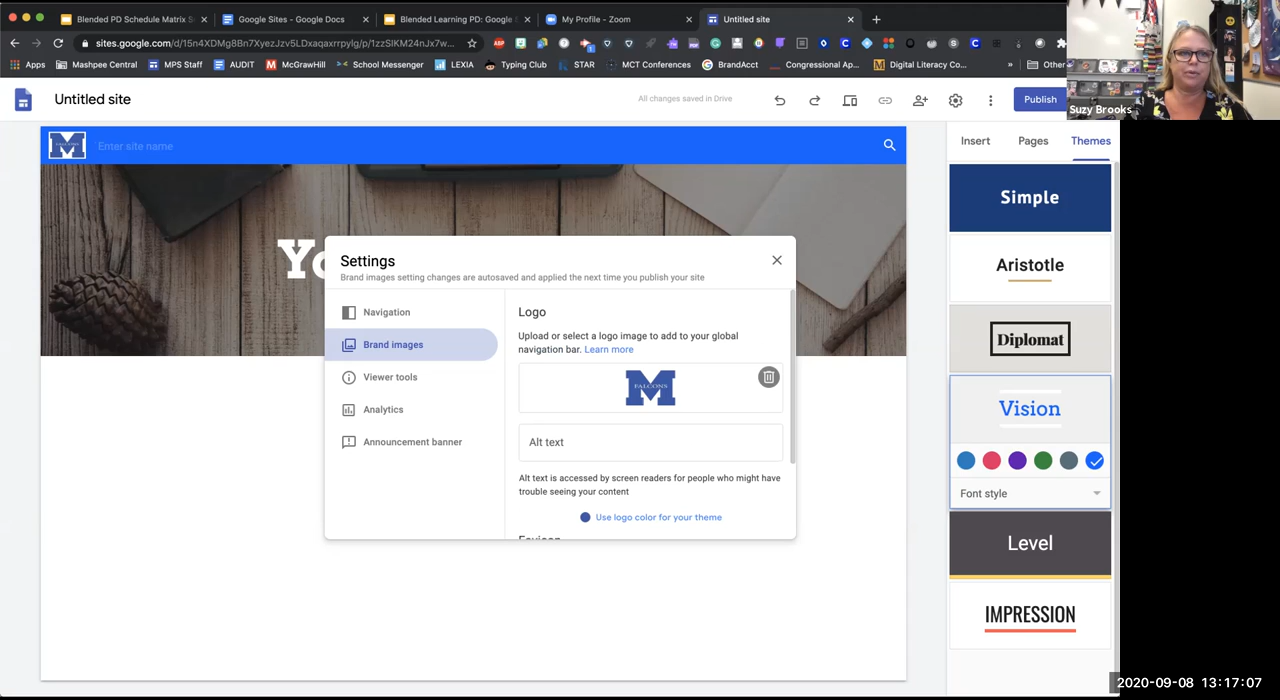 Blended PD Schedule Matrix S
Google Sites - Google Docs
Blended Learning PD: Google S
My Profile - Zoom
Untitled site
sites.google.com/d/15n4XDMg8Bn7XyezJzv5LDxaqaxrrpylg/p/1zzSIKM24nJx7w...
Apps
Mashpee Central
MPS Staff
AUDIT
McGrawHill
School Messenger
LEXIA
Typing Club
STAR
MCT Conferences
BrandAcct
Congressional Ap...
Digital Literacy Co...
»
Other
Suzy Brooks
Untitled site
All changes saved in Drive
Publish
FALCONS
Enter site name
Yo
Insert
Pages
Themes
Simple
Aristotle
Diplomat
Vision
Font style
Level
IMPRESSION
Settings
Brand images setting changes are autosaved and applied the next time you publish your site
Navigation
Brand images
Viewer tools
Analytics
Announcement banner
Logo
Upload or select a logo image to add to your global
navigation bar. Learn more
FALCONS
Alt text
Alt text is accessed by screen readers for people who might have
trouble seeing your content
Use logo color for your theme
Favicon
2020-09-08 13:17:07